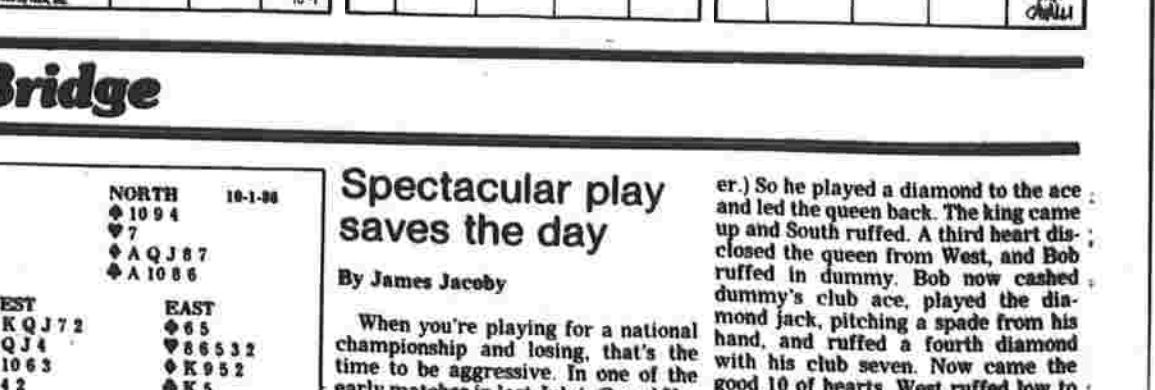 Bridge
NORTH 10-1-86
♠ 10 9 4
♥ 7
♦ A Q J 8 7
♣ A 10 8 6
EST
K Q J 7 2
Q J 4
10 6 3
4 2
EAST
♠ 6 5
♥ 8 6 5 3 2
♦ K 9 5 2
♣ K 5
Spectacular play
saves the day
By James Jacoby
When you're playing for a national
championship and losing, that's the
time to be aggressive. In one of the
early matches in last
er.) So he played a diamond to the ace
and led the queen back. The king came
up and South ruffed. A third heart dis-
closed the queen from West, and Bob
ruffed in dummy. Bob now cashed
dummy's club ace, played the dia-
mond jack, pitching a spade from his
hand, and ruffed a fourth diamond
with his club seven. Now came the
good 10 of hearts. West ruffed low to